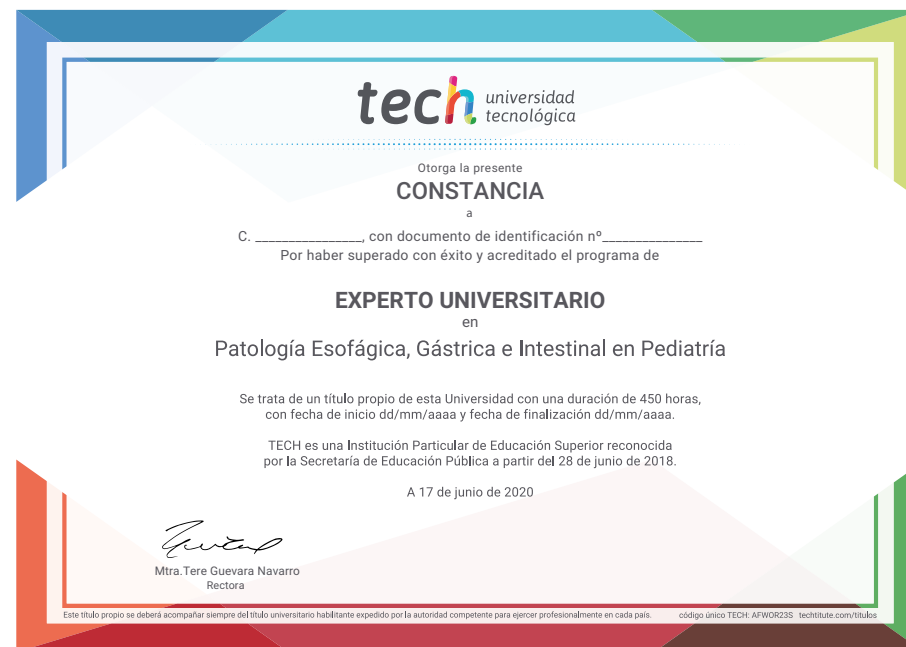 tech universidad
tecnológica
Otorga la presente
CONSTANCIA
a
C. ________________, con documento de identificación nº_______________
Por haber superado con éxito y acreditado el programa de
EXPERTO UNIVERSITARIO
en
Patología Esofágica, Gástrica e Intestinal en Pediatría
Se trata de un título propio de esta Universidad con una duración de 450 horas,
con fecha de inicio dd/mm/aaaa y fecha de finalización dd/mm/aaaa.
TECH es una Institución Particular de Educación Superior reconocida
por la Secretaría de Educación Pública a partir del 28 de junio de 2018.
A 17 de junio de 2020
Mtra.Tere Guevara Navarro
Rectora
Este título propio se deberá acompañar siempre del título universitario habilitante expedido por la autoridad competente para ejercer profesionalmente en cada país. código único TECH: AFWOR23S techtitute.com/titulos